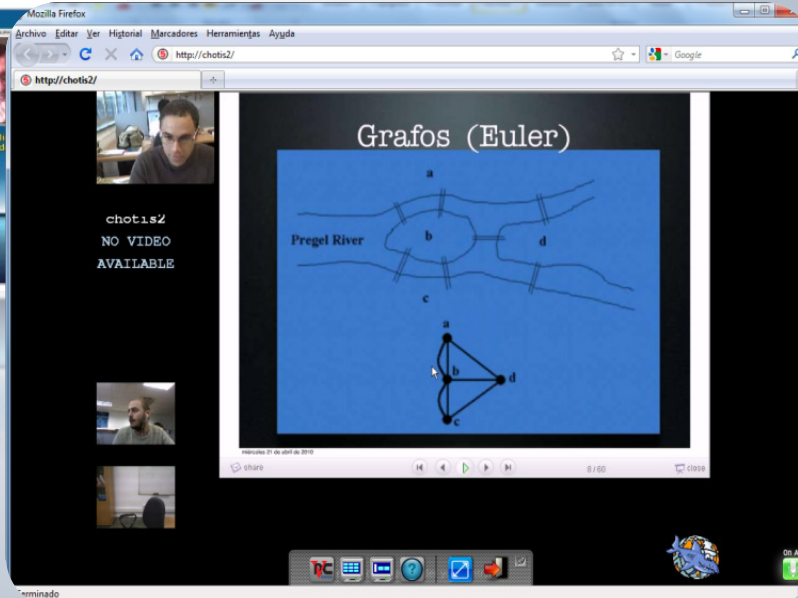 Mozilla Firefox
Archivo Editar Ver Historial Marcadores Herramientas Ayuda
http://chotis2/
Google
http://chotis2/
Grafos (Euler)
a
Pregel River
b
d
c
a
b
d
c
chotis2
NO VIDEO
AVAILABLE
miércoles 21 de abril de 2010
share
8/60
close
On A
Terminado